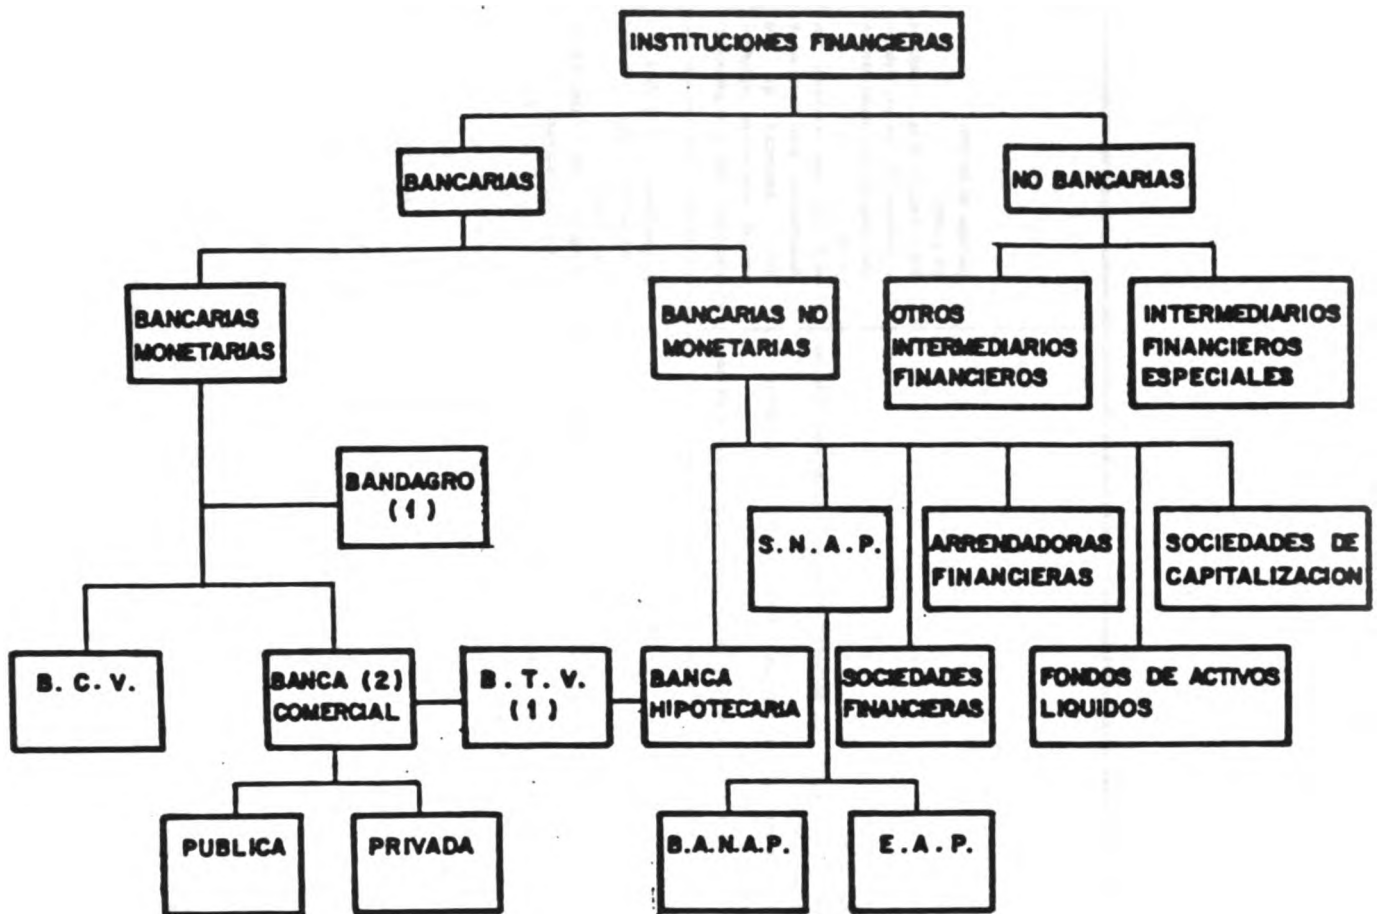 INSTITUCIONES FINANCIERAS
BANCARIAS
NO BANCARIAS
BANCARIAS
MONETARIAS
BANCARIAS NO
MONETARIAS
OTROS
INTERMEDIARIOS
FINANCIEROS
INTERMEDIARIOS
FINANCIEROS
ESPECIALES
BANDAGRO
(1)
S.N.A.P.
ARRENDADORAS
FINANCIERAS
SOCIEDADES DE
CAPITALIZACION
B. C. V.
BANCA (2)
COMERCIAL
B. T. V.
(1)
BANCA
HIPOTECARIA
SOCIEDADES
FINANCIERAS
FONDOS DE ACTIVOS
LIQUIDOS
PUBLICA
PRIVADA
B.A.N.A.P.
E.A.P.